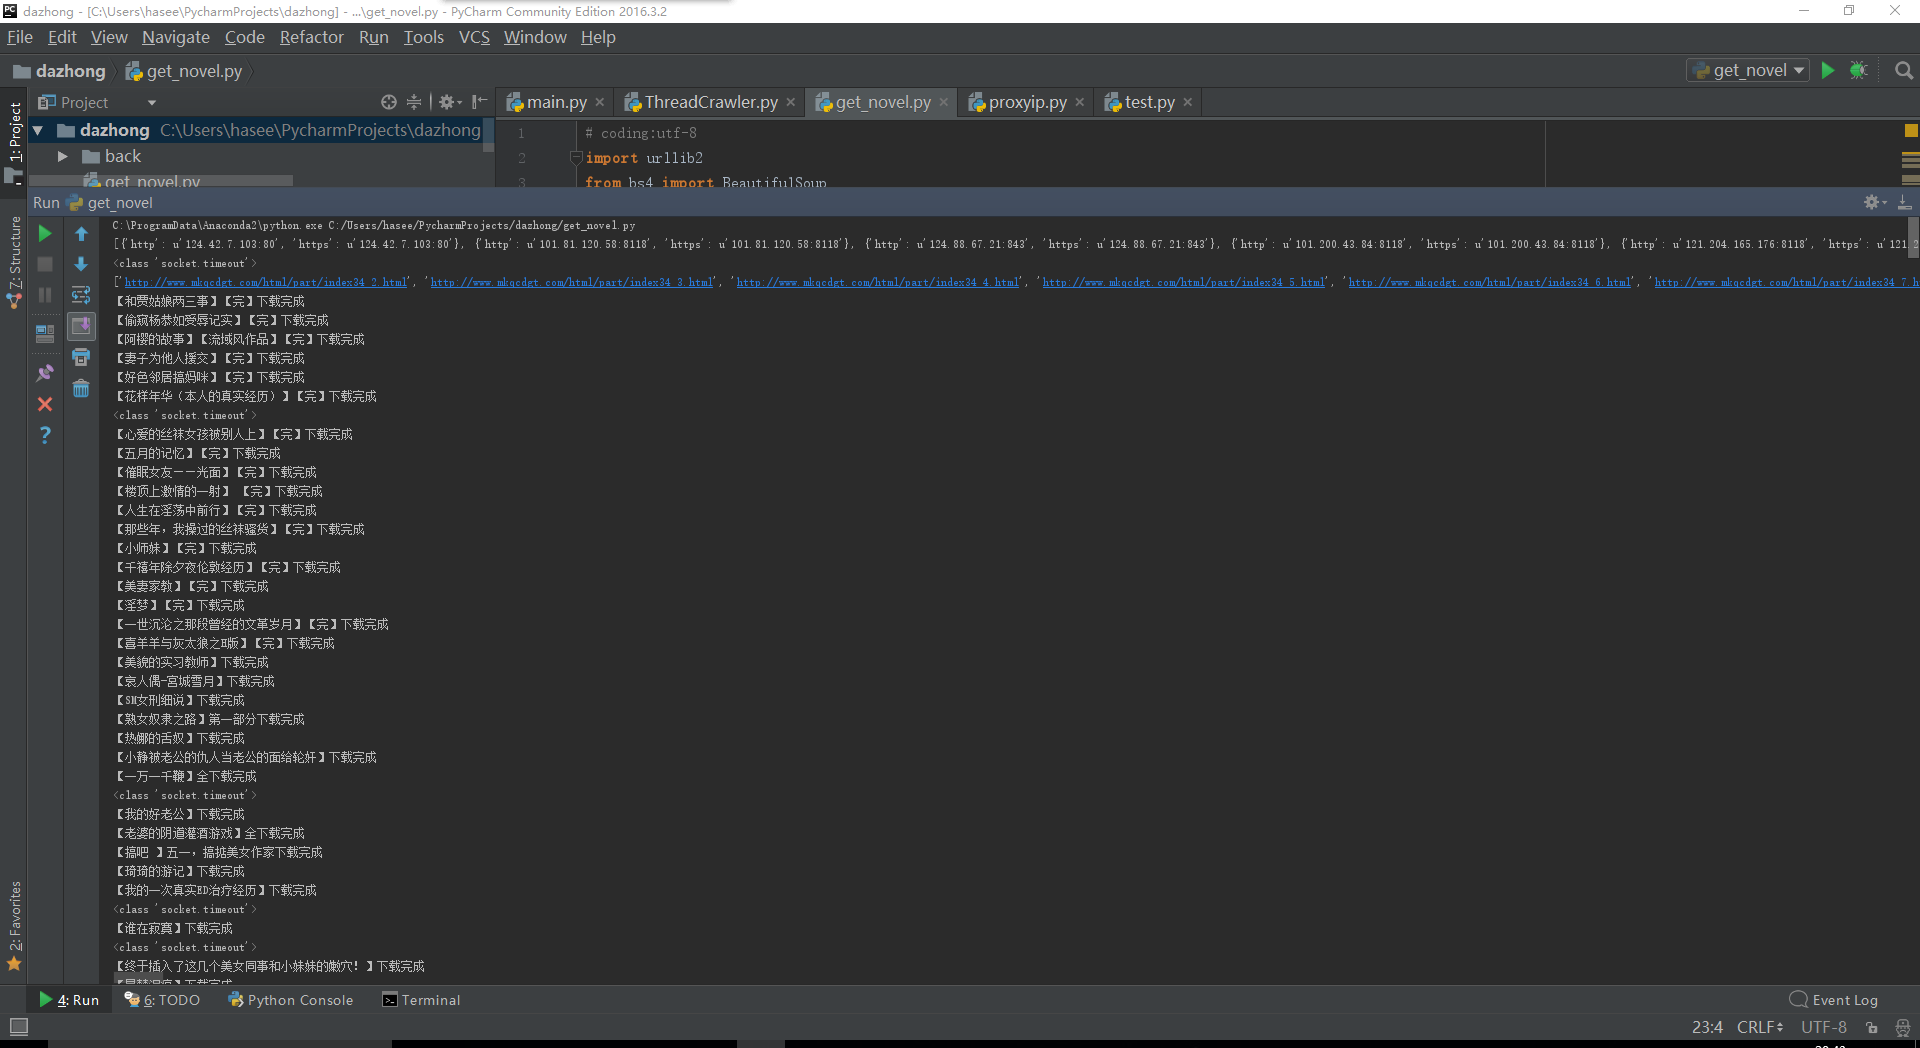 dazhong - [C:\Users\hasee\PycharmProjects\dazhong] - ...\get_novel.py - PyCharm Community Edition 2016.3.2
File Edit View Navigate Code Refactor Run Tools VCS Window Help
dazhong get_novel.py get_novel
Project main.py ThreadCrawler.py get_novel.py proxyip.py test.py
1: Project
dazhong C:\Users\hasee\PycharmProjects\dazhong
back
get_novel.py
1 # coding:utf-8
2 import urllib2
3 from bs4 import BeautifulSoup
Run get_novel
7: Structure
C:\ProgramData\Anaconda2\python.exe C:/Users/hasee/PycharmProjects/dazhong/get_novel.py
[{'http': u'124.42.7.103:80', 'https': u'124.42.7.103:80'}, {'http': u'101.81.120.58:8118', 'https': u'101.81.120.58:8118'}, {'http': u'124.88.67.21:843', 'https': u'124.88.67.21:843'}, {'http': u'101.200.43.84:8118', 'https': u'101.200.43.84:8118'}, {'http': u'121.204.165.176:8118', 'https': u'121.2
<class 'socket.timeout'>
['http://www.mkqcdgt.com/html/part/index34_2.html', 'http://www.mkqcdgt.com/html/part/index34_3.html', 'http://www.mkqcdgt.com/html/part/index34_4.html', 'http://www.mkqcdgt.com/html/part/index34_5.html', 'http://www.mkqcdgt.com/html/part/index34_6.html', 'http://www.mkqcdgt.com/html/part/index34_7.h
【和贾姑娘两三事】【完】下载完成
【偷窥杨恭如受辱记实】【完】下载完成
【阿樱的故事】【流域风作品】【完】下载完成
【妻子为他人援交】【完】下载完成
【好色邻居搞妈咪】【完】下载完成
【花样年华（本人的真实经历）】【完】下载完成
<class 'socket.timeout'>
【心爱的丝袜女孩被别人上】【完】下载完成
【五月的记忆】【完】下载完成
【催眠女友——光面】【完】下载完成
【楼顶上激情的一射】 【完】下载完成
【人生在淫荡中前行】【完】下载完成
【那些年，我操过的丝袜骚货】【完】下载完成
【小师妹】【完】下载完成
【千禧年除夕夜伦敦经历】【完】下载完成
【美妻家教】【完】下载完成
【淫梦】【完】下载完成
【一世沉沦之那段曾经的文革岁月】【完】下载完成
【喜羊羊与灰太狼之H版】【完】下载完成
【美貌的实习教师】下载完成
【哀人偶-宫城雪月】下载完成
【SM女刑细说】下载完成
【熟女奴隶之路】第一部分下载完成
【热娜的舌奴】下载完成
【小静被老公的仇人当老公的面给轮奸】下载完成
【一万一千鞭】全下载完成
<class 'socket.timeout'>
【我的好老公】下载完成
【老婆的阴道灌酒游戏】全下载完成
【搞吧 】五一，搞掂美女作家下载完成
【琦琦的游记】下载完成
【我的一次真实ED治疗经历】下载完成
<class 'socket.timeout'>
【谁在寂寞】下载完成
<class 'socket.timeout'>
【终于插入了这几个美女同事和小妹妹的嫩穴！】下载完成
2: Favorites
4: Run 6: TODO Python Console Terminal Event Log
23:4 CRLF UTF-8